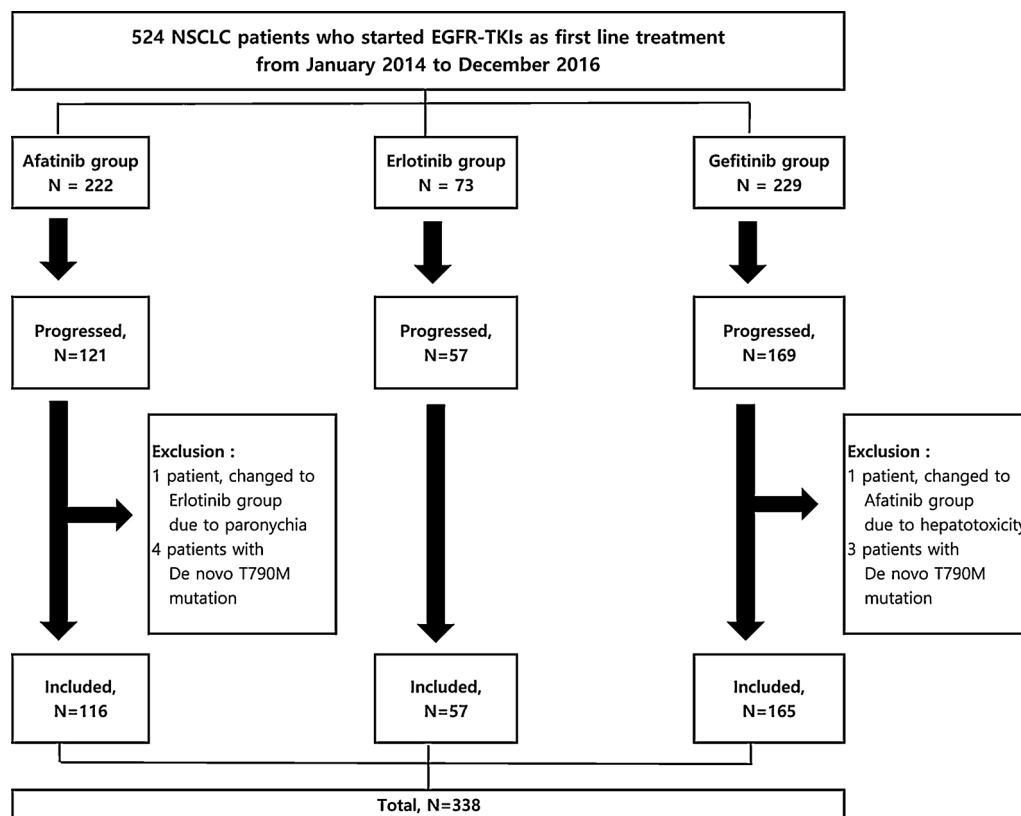 524 NSCLC patients who started EGFR-TKIs as first line treatment
from January 2014 to December 2016
Afatinib group
N = 222
Erlotinib group
N = 73
Gefitinib group
N = 229
Progressed,
N=121
Progressed,
N=57
Progressed,
N=169
Exclusion :
1 patient, changed to
Erlotinib group
due to paronychia
4 patients with
De novo T790M
mutation
Exclusion :
1 patient, changed to
Afatinib group
due to hepatotoxicity
3 patients with
De novo T790M
mutation
Included,
N=116
Included,
N=57
Included,
N=165
Total, N=338